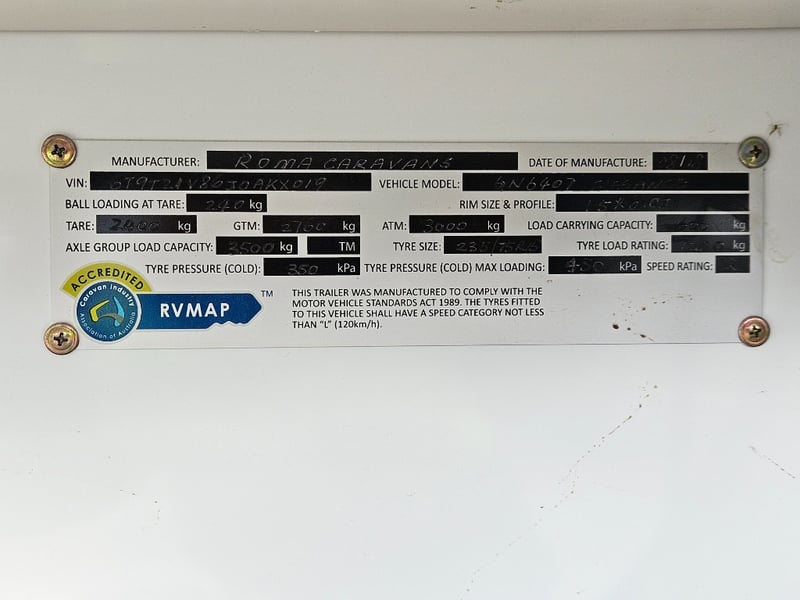 MANUFACTURER: ROMA CARAVANS DATE OF MANUFACTURE:
VIN: VEHICLE MODEL:
BALL LOADING AT TARE: 240 kg RIM SIZE & PROFILE:
TARE: 2400 kg GTM: 2760 kg ATM: 3000 kg LOAD CARRYING CAPACITY: kg
AXLE GROUP LOAD CAPACITY: 3500 kg TM TYRE SIZE: TYRE LOAD RATING: kg
TYRE PRESSURE (COLD): 350 kPa TYRE PRESSURE (COLD) MAX LOADING: kPa SPEED RATING:
ACCREDITED
Caravan Industry
Association of Australia
RVMAP TM
THIS TRAILER WAS MANUFACTURED TO COMPLY WITH THE
MOTOR VEHICLE STANDARDS ACT 1989. THE TYRES FITTED
TO THIS VEHICLE SHALL HAVE A SPEED CATEGORY NOT LESS
THAN "L" (120km/h).